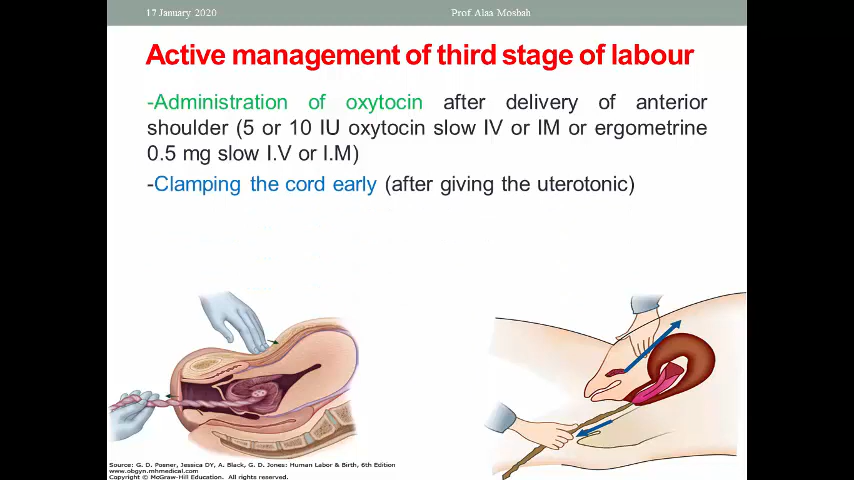 17 January 2020
Prof. Alaa Mosbah
Active management of third stage of labour
-Administration of oxytocin after delivery of anterior
shoulder (5 or 10 IU oxytocin slow IV or IM or ergometrine
0.5 mg slow I.V or I.M)
-Clamping the cord early (after giving the uterotonic)
Source: G. D. Posner, Jessica DY, A. Black, G. D. Jones: Human Labor & Birth, 6th Edition
www.obgyn.mhmedical.com
Copyright © McGraw-Hill Education. All rights reserved.